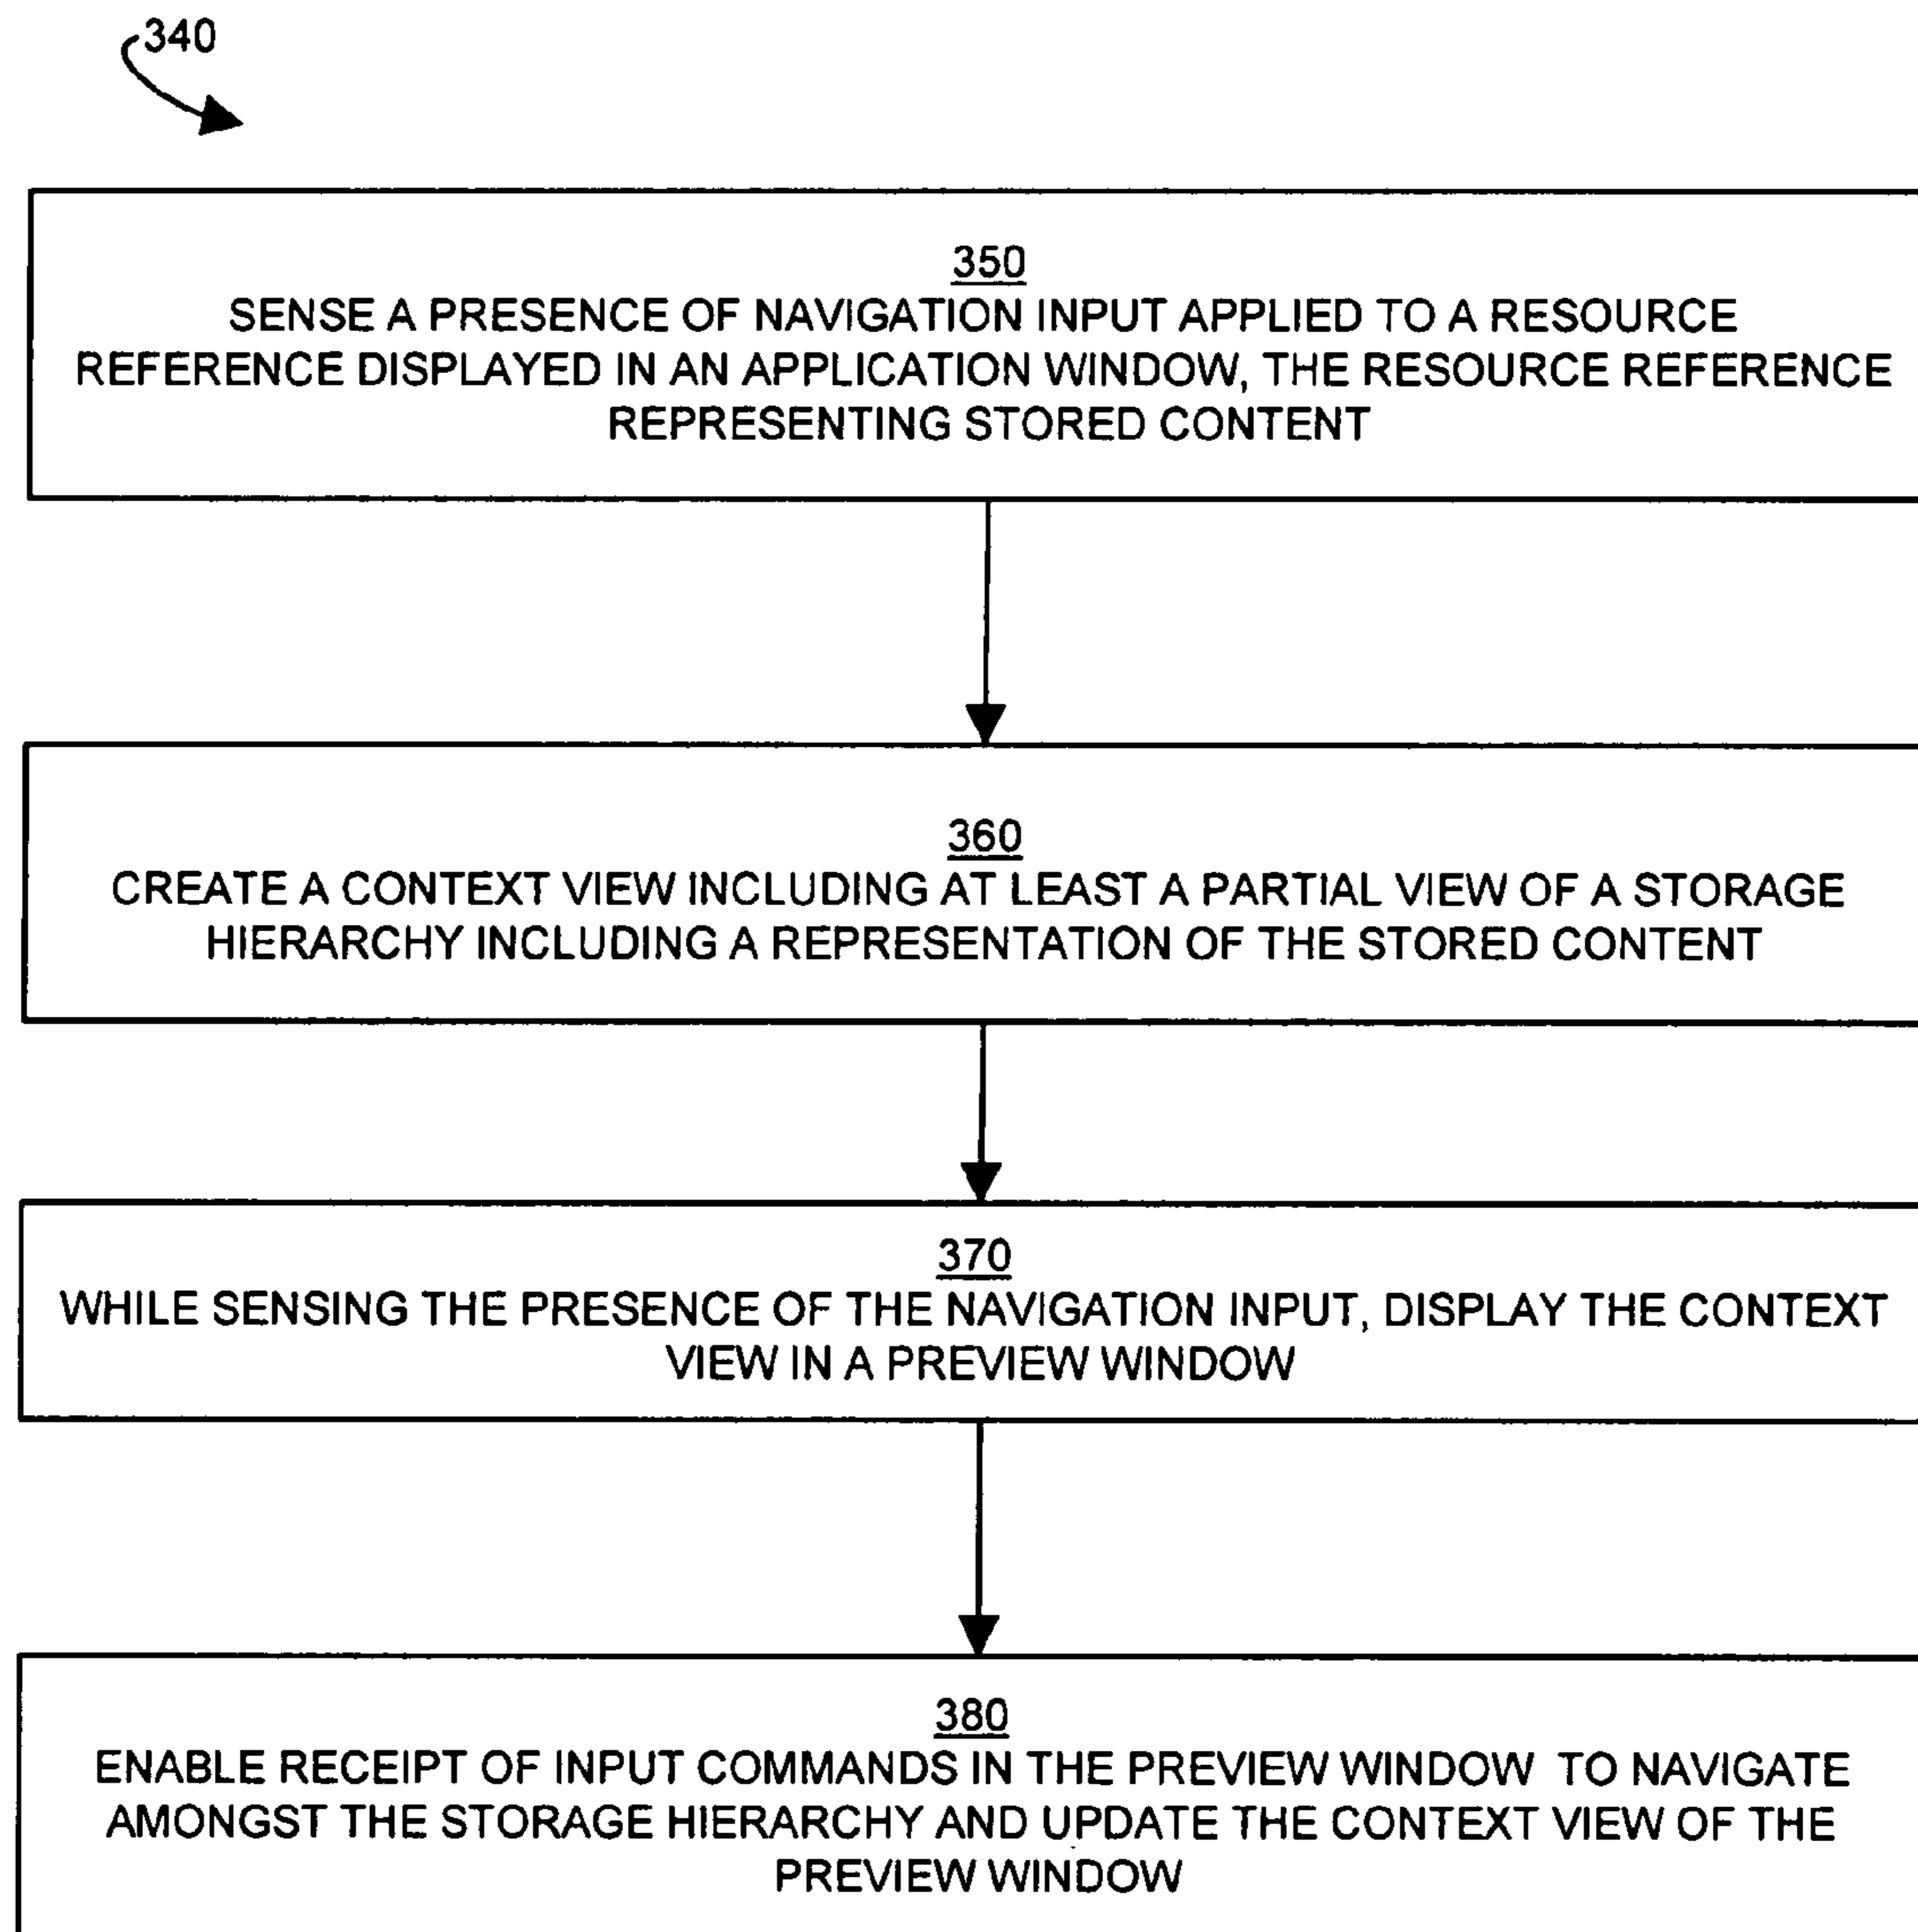 340
350
SENSE A PRESENCE OF NAVIGATION INPUT APPLIED TO A RESOURCE
REFERENCE DISPLAYED IN AN APPLICATION WINDOW, THE RESOURCE REFERENCE
REPRESENTING STORED CONTENT
360
CREATE A CONTEXT VIEW INCLUDING AT LEAST A PARTIAL VIEW OF A STORAGE
HIERARCHY INCLUDING A REPRESENTATION OF THE STORED CONTENT
370
WHILE SENSING THE PRESENCE OF THE NAVIGATION INPUT, DISPLAY THE CONTEXT
VIEW IN A PREVIEW WINDOW
380
ENABLE RECEIPT OF INPUT COMMANDS IN THE PREVIEW WINDOW TO NAVIGATE
AMONGST THE STORAGE HIERARCHY AND UPDATE THE CONTEXT VIEW OF THE
PREVIEW WINDOW